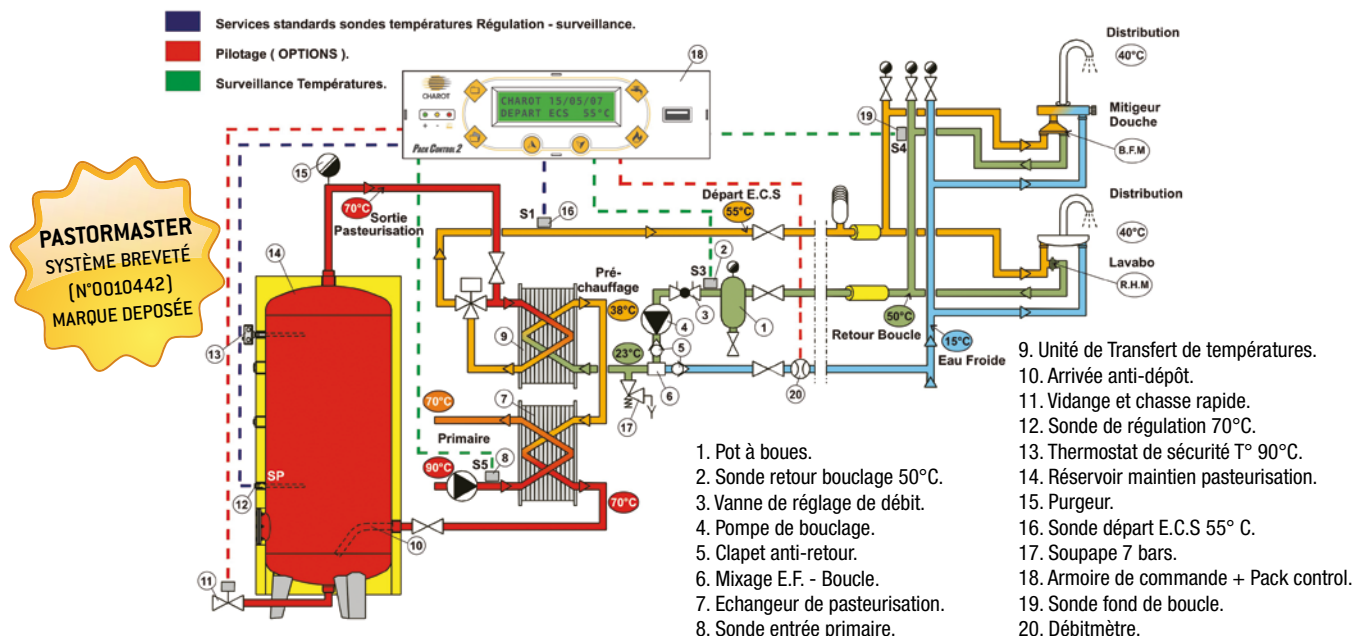 Services standards sondes températures Régulation - surveillance.
Pilotage ( OPTIONS ).
Surveillance Températures.
18
CHAROT
CHAROT 15/05/07
DEPART ECS 55°C
+ -
PACK CONTROL 2
Distribution
40°C
Mitigeur
Douche
B.F.M
19
S4
Distribution
40°C
Lavabo
R.H.M
PASTORMASTER
SYSTÈME BREVETÉ
(N°0010442)
MARQUE DEPOSÉE
15
70°C
Sortie
Pasteurisation
S1
16
Départ E.C.S
55°C
14
13
Pré-
chauffage
38°C
S3
2
3
4
1
5
9
23°C
6
17
20
50°C
Retour Boucle
15°C
Eau Froide
7
70°C
Primaire
90°C
S5
8
70°C
SP
12
10
11
1. Pot à boues.
2. Sonde retour bouclage 50°C.
3. Vanne de réglage de débit.
4. Pompe de bouclage.
5. Clapet anti-retour.
6. Mixage E.F. - Boucle.
7. Echangeur de pasteurisation.
8. Sonde entrée primaire.
9. Unité de Transfert de températures.
10. Arrivée anti-dépôt.
11. Vidange et chasse rapide.
12. Sonde de régulation 70°C.
13. Thermostat de sécurité T° 90°C.
14. Réservoir maintien pasteurisation.
15. Purgeur.
16. Sonde départ E.C.S 55° C.
17. Soupape 7 bars.
18. Armoire de commande + Pack control.
19. Sonde fond de boucle.
20. Débitmètre.